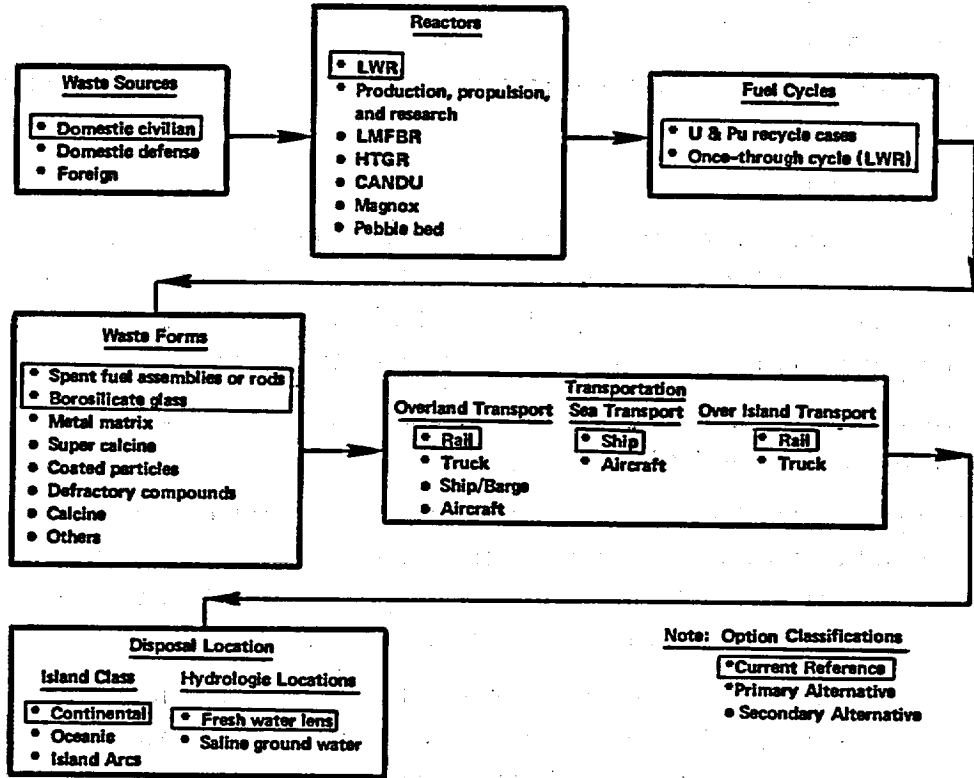 Reactors
* LWR
* Production, propulsion,
and research
● LMFBR
● HTGR
● CANDU
● Magnox
● Pebble bed
Waste Sources
* Domestic civilian
● Domestic defense
● Foreign
Fuel Cycles
* U & Pu recycle cases
* Once-through cycle (LWR)
Waste Forms
* Spent fuel assemblies or rods
* Borosilicate glass
* Metal matrix
* Super calcine
* Coated particles
● Defractory compounds
● Calcine
● Others
Transportation
Overland Transport
* Rail
* Truck
● Ship/Barge
● Aircraft
Sea Transport
* Ship
* Aircraft
Over Island Transport
* Rail
* Truck
Disposal Location
Island Class
* Continental
* Oceanic
* Island Arcs
Hydrologic Locations
* Fresh water lens
* Saline ground water
Note: Option Classifications
*Current Reference
*Primary Alternative
● Secondary Alternative